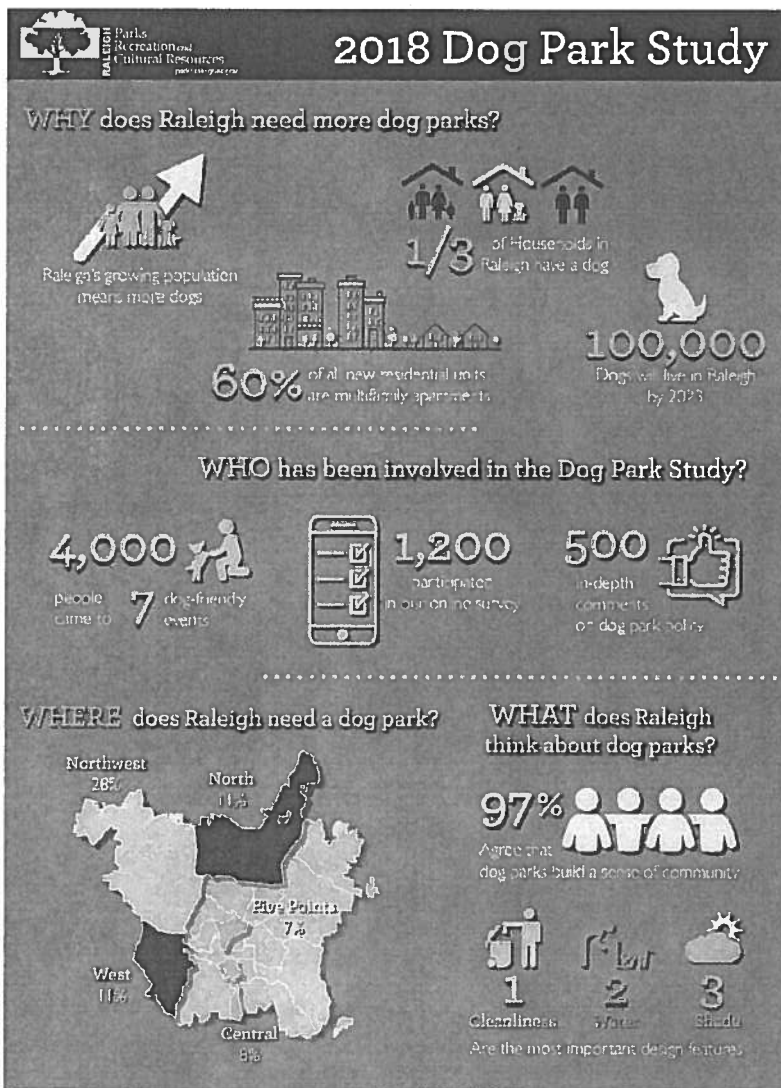 RALEIGH
Parks
Recreation and
Cultural Resources
2018 Dog Park Study
WHY does Raleigh need more dog parks?
Raleigh's growing population
means more dogs
1/3 of Households in
Raleigh have a dog
60% of all new residential units
are multifamily apartments
100,000
Dogs will live in Raleigh
by 2023
WHO has been involved in the Dog Park Study?
4,000
people
came to 7 dog-friendly
events
1,200
participated
in our online survey
500
in-depth
comments
on dog park policy
WHERE does Raleigh need a dog park?
Northwest
28%
North
11%
Five Points
7%
West
11%
Central
8%
WHAT does Raleigh
think about dog parks?
97%
Agree that
dog parks build a sense of community
1
Cleanliness
2
Water
3
Shade
Are the most important design features